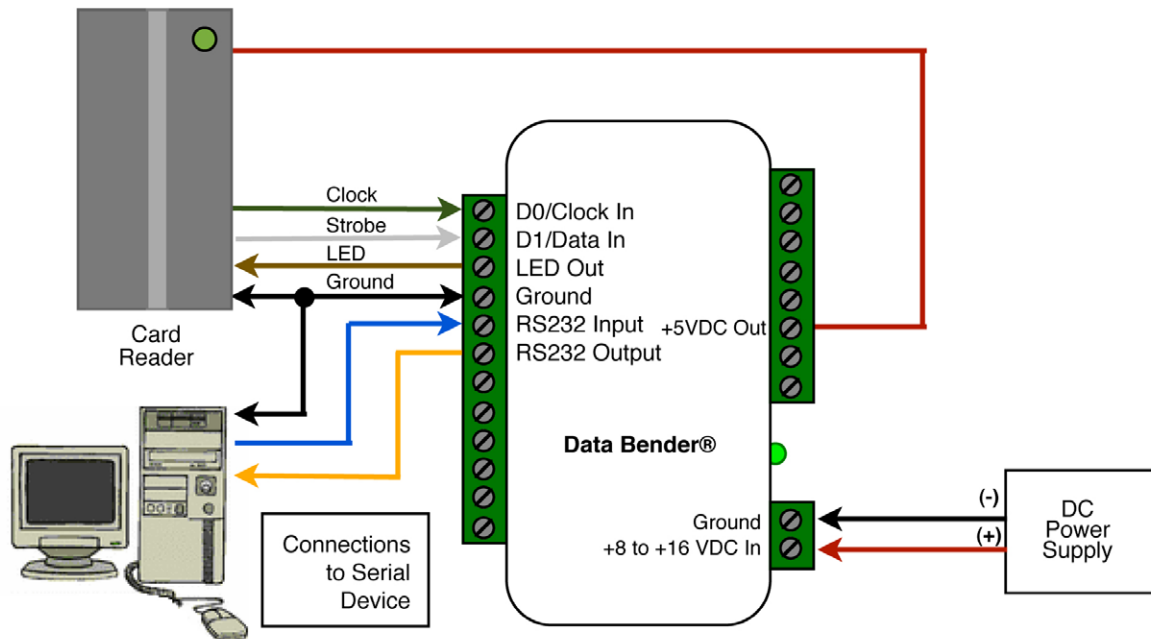 Clock
Strobe
LED
Ground
Card
Reader
D0/Clock In
D1/Data In
LED Out
Ground
RS232 Input
RS232 Output
+5VDC Out
Data Bender®
Ground
+8 to +16 VDC In
(-)
(+)
DC
Power
Supply
Connections
to Serial
Device